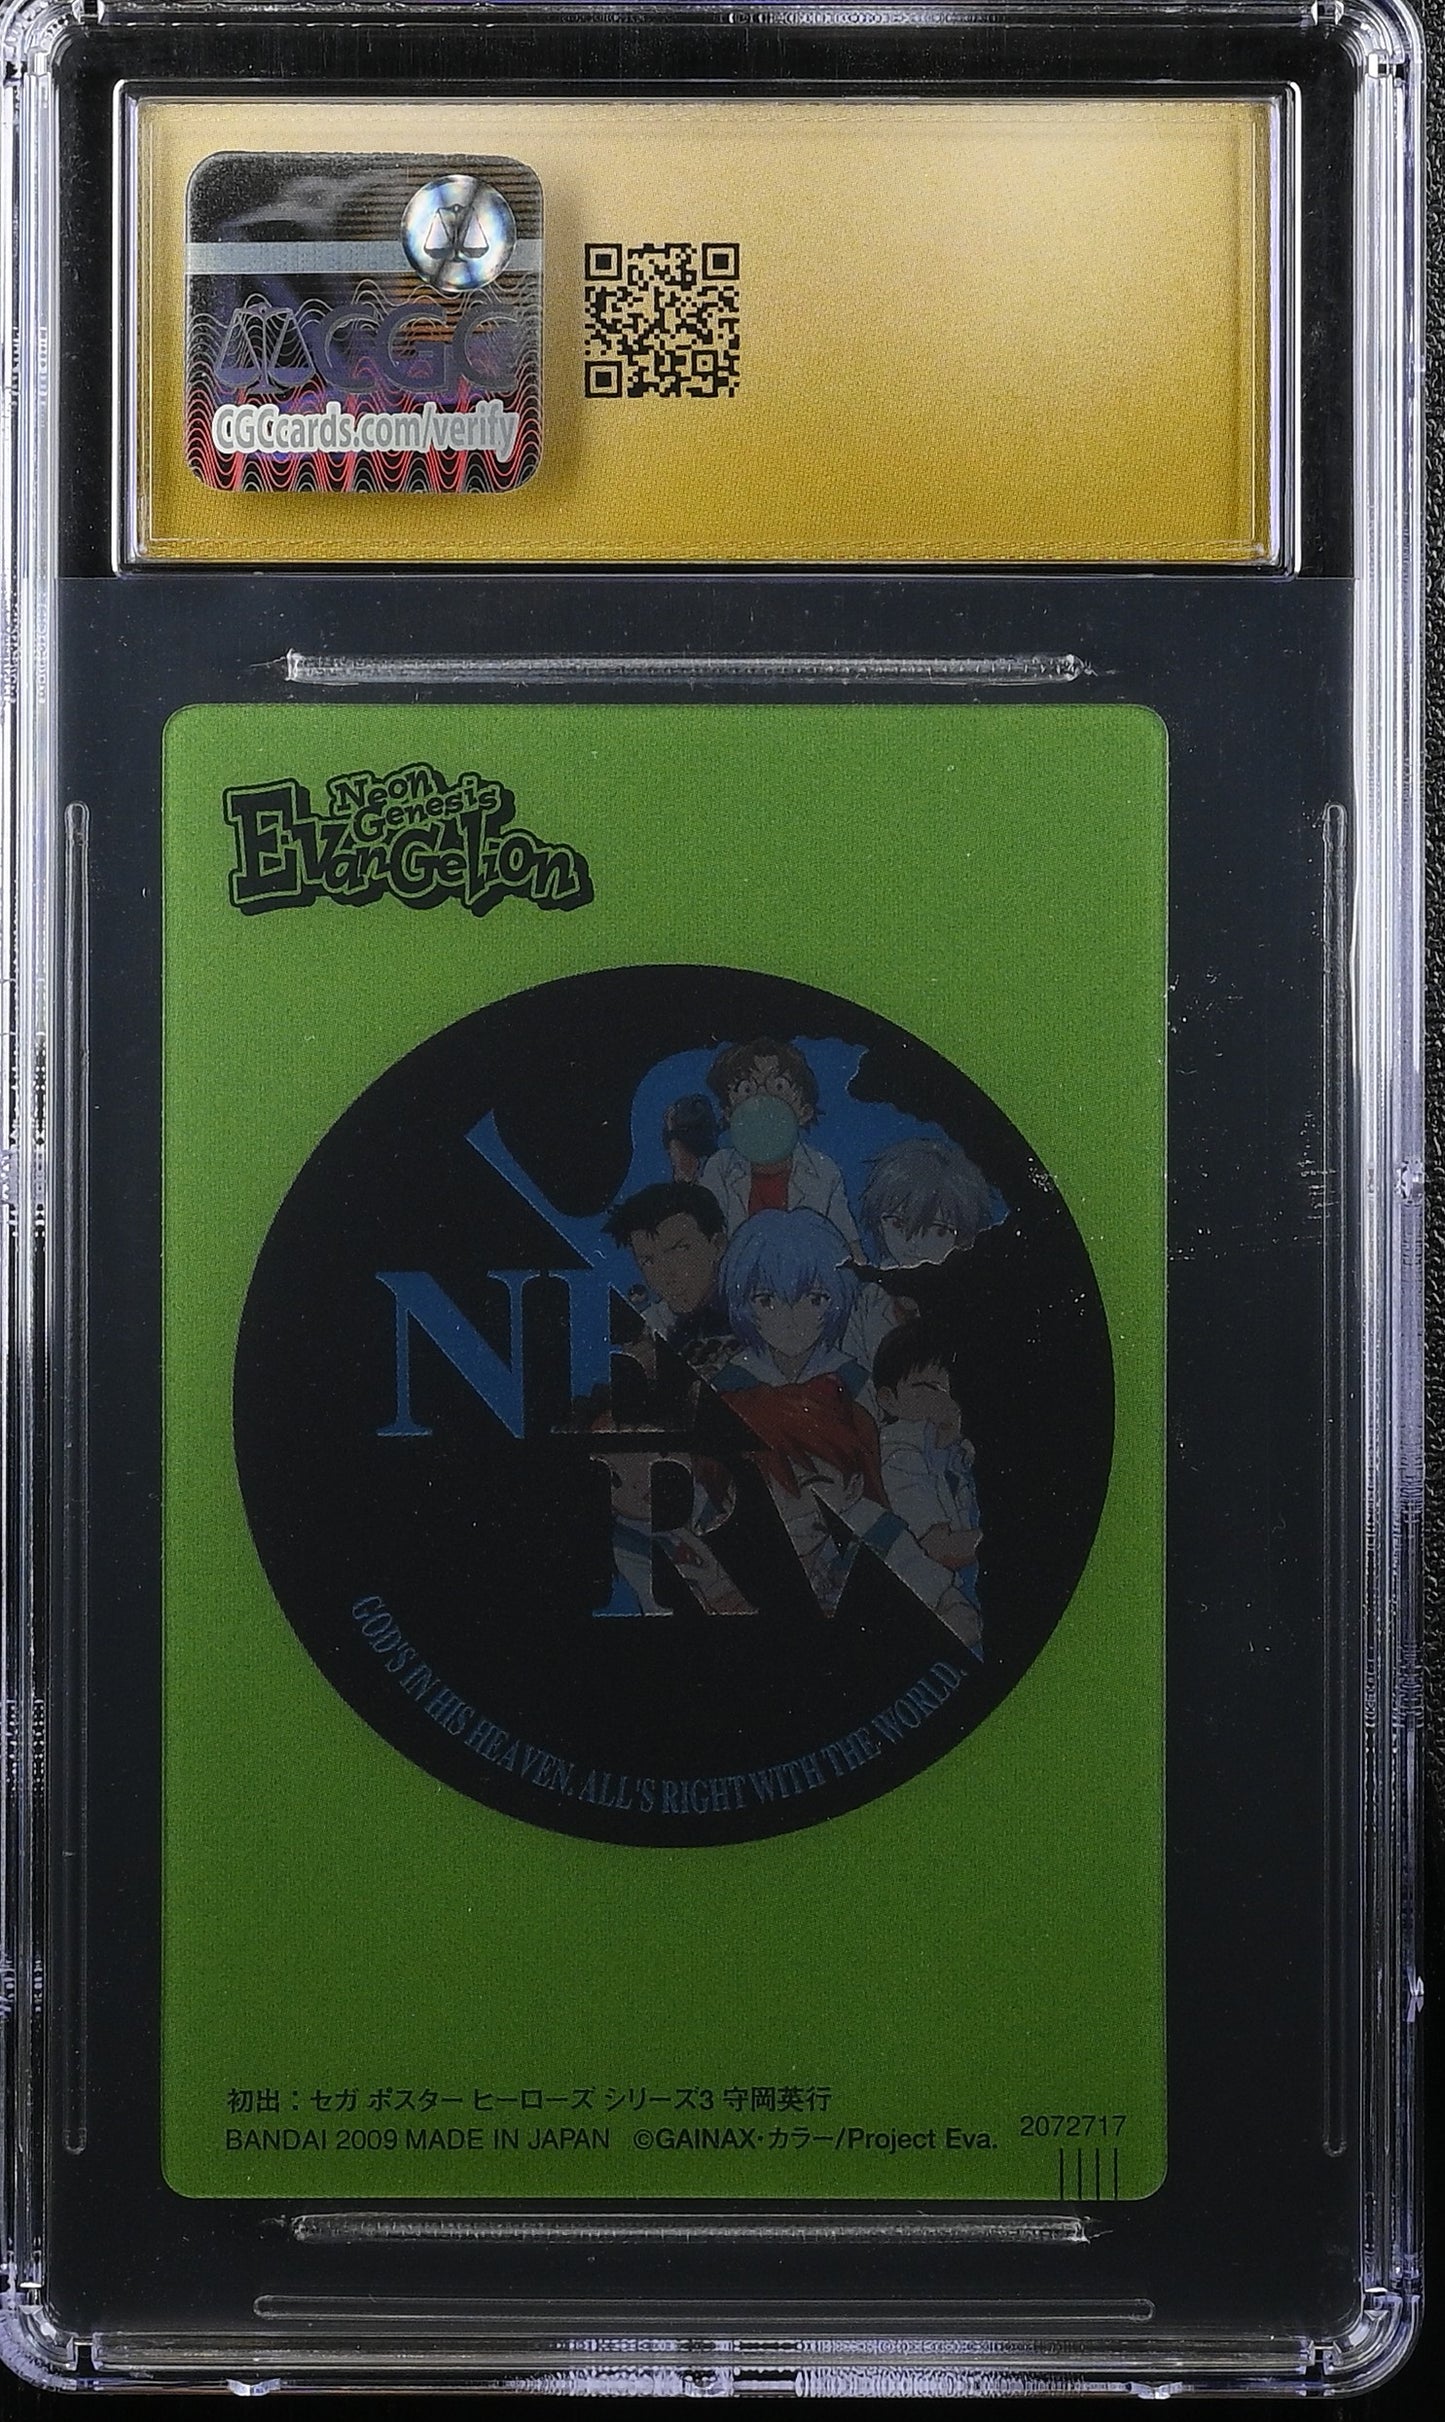 CGC
CGCcards.com/verify
Neon
Genesis
EvanGelion
NE
RV
GOD'S IN HIS HEAVEN. ALL'S RIGHT WITH THE WORLD.
初出：セガ ポスター ヒーローズ シリーズ3 守岡英行
BANDAI 2009 MADE IN JAPAN ©GAINAX･カラー/Project Eva. 2072717